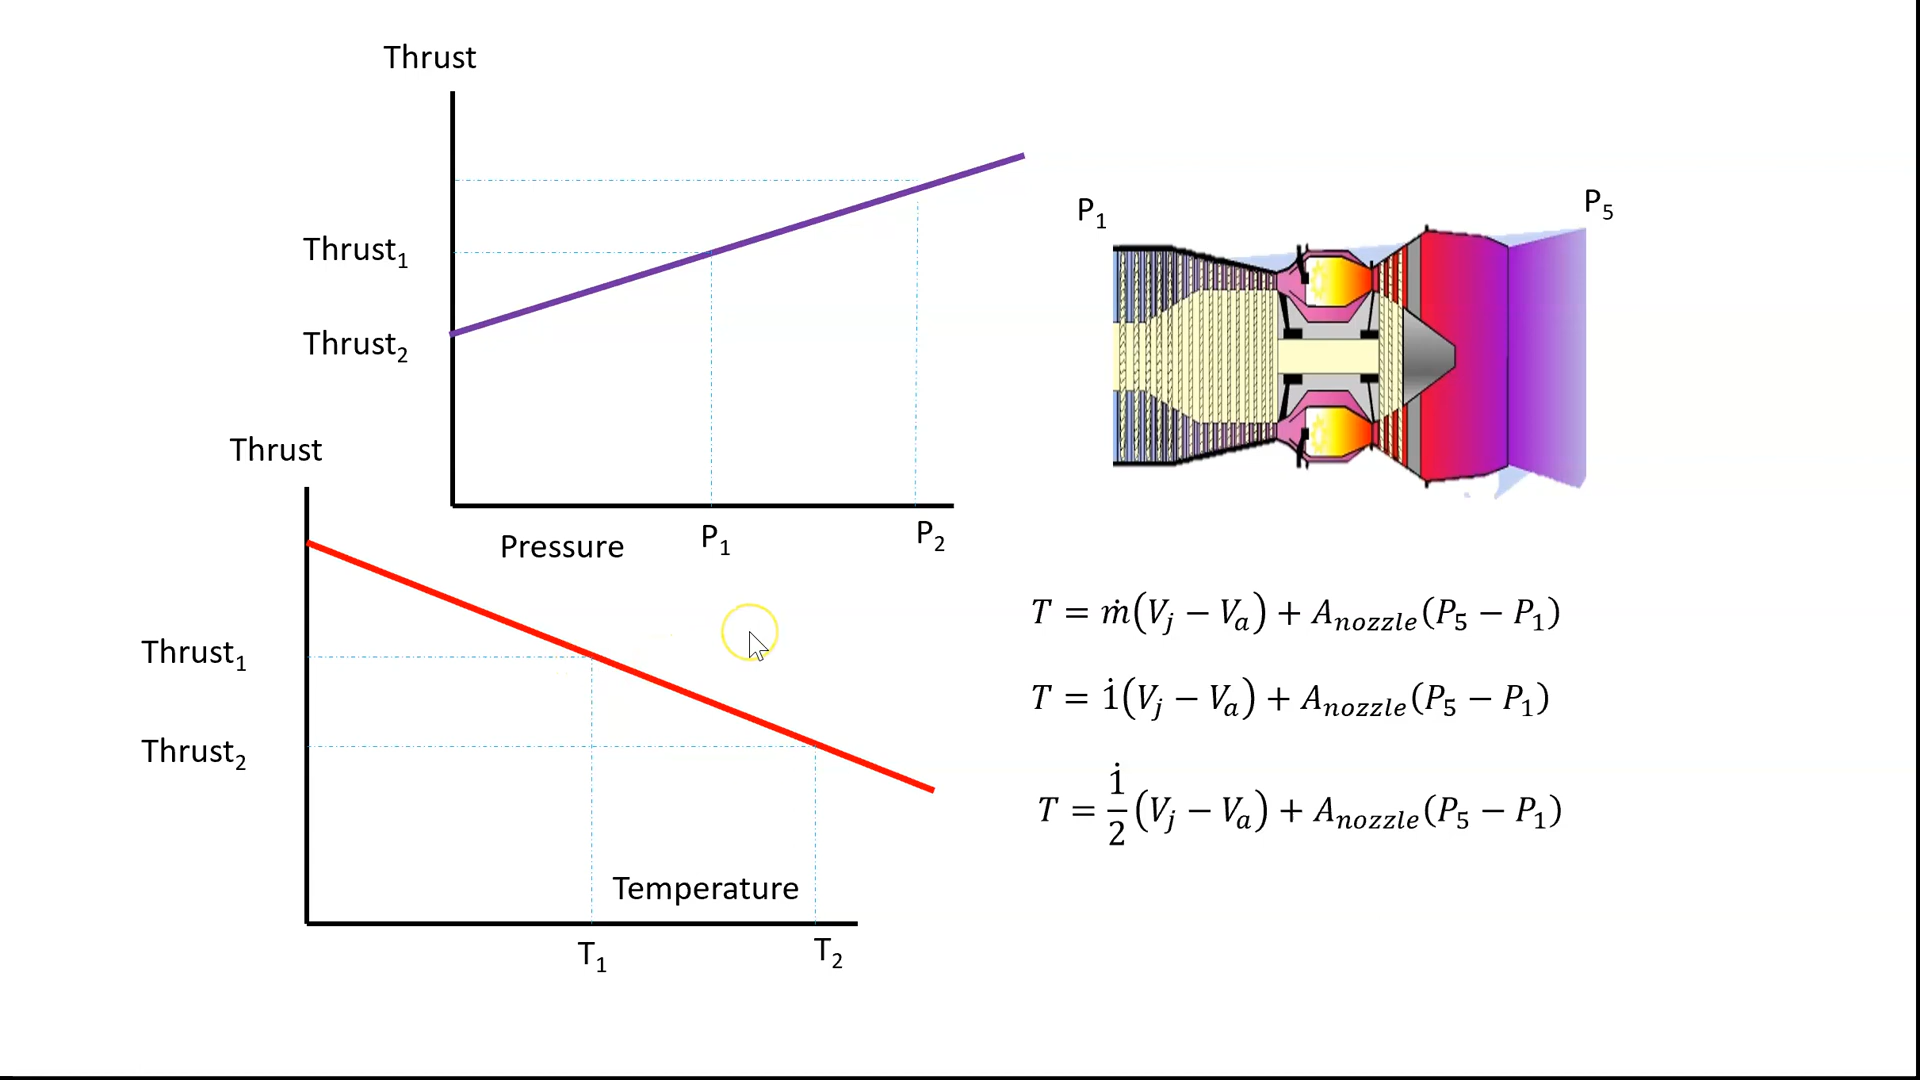 Thrust
Thrust₁
Thrust₂
Pressure
P₁
P₂
Thrust
Thrust₁
Thrust₂
Temperature
T₁
T₂
P₁
P₅
T = ṁ(Vⱼ − Vₐ) + Aₙₒzzₗₑ(P₅ − P₁)
T = 1̇(Vⱼ − Vₐ) + Aₙₒzzₗₑ(P₅ − P₁)
T = 1̇/2 (Vⱼ − Vₐ) + Aₙₒzzₗₑ(P₅ − P₁)